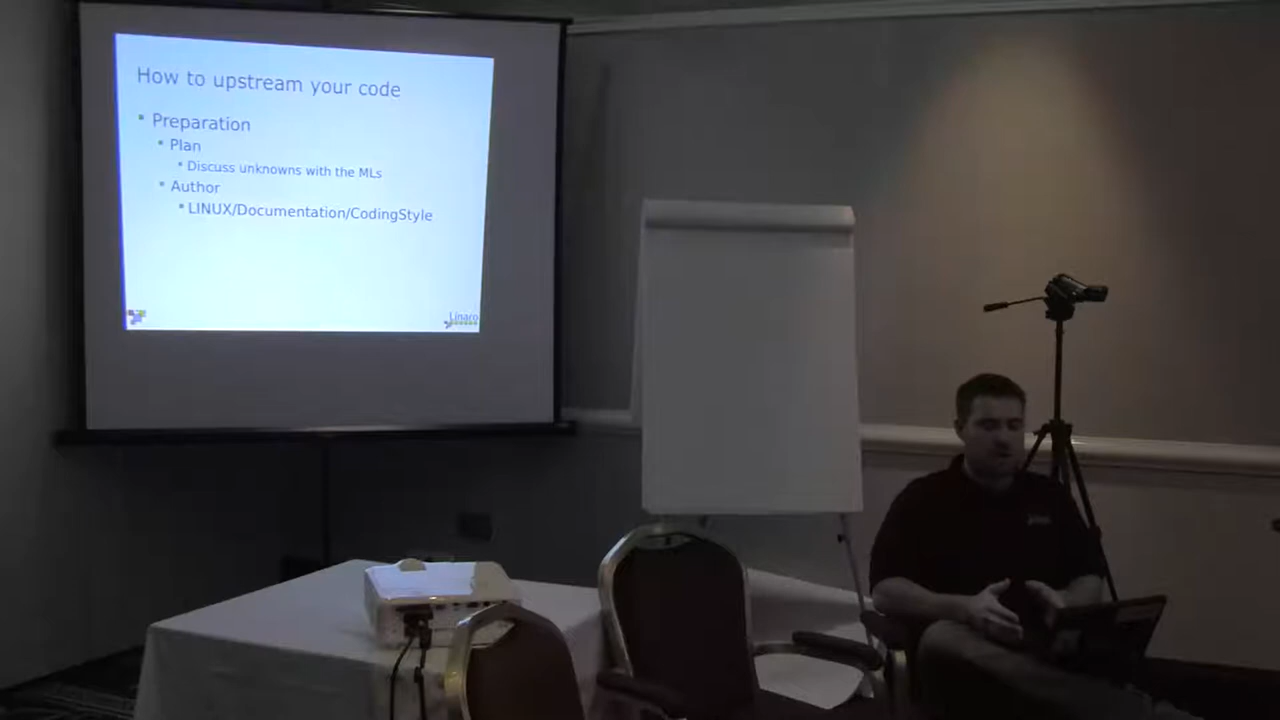 How to upstream your code
Preparation
Plan
Discuss unknowns with the MLs
Author
LINUX/Documentation/CodingStyle
Linaro